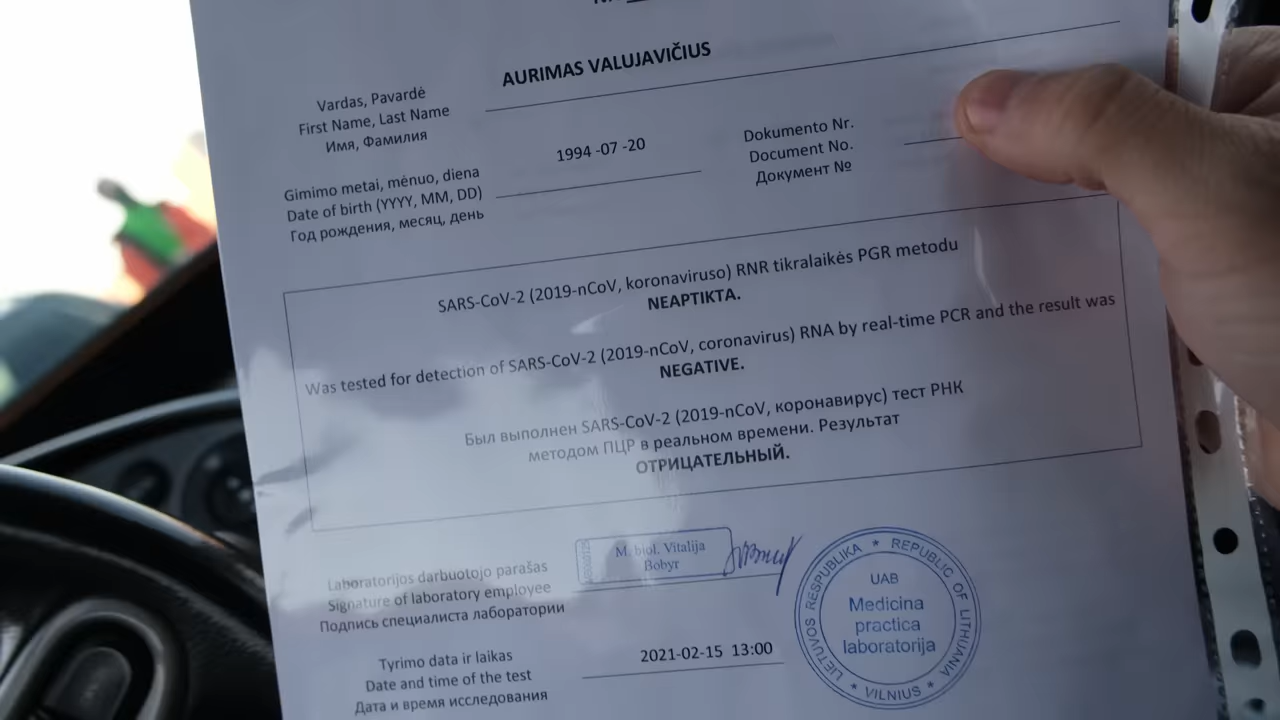 AURIMAS VALUJAVIČIUS
Vardas, Pavardė
First Name, Last Name
Имя, Фамилия
1994 -07 -20
Gimimo metai, mėnuo, diena
Date of birth (YYYY, MM, DD)
Год рождения, месяц, день
Dokumento Nr.
Document No.
Документ №
SARS-CoV-2 (2019-nCoV, koronaviruso) RNR tikralaikės PGR metodu
NEAPTIKTA.
Was tested for detection of SARS-CoV-2 (2019-nCoV, coronavirus) RNA by real-time PCR and the result was
NEGATIVE.
Был выполнен SARS-CoV-2 (2019-nCoV, коронавирус) тест РНК
методом ПЦР в реальном времени. Результат
ОТРИЦАТЕЛЬНЫЙ.
Laboratorijos darbuotojo parašas
Signature of laboratory employee
Подпись специалиста лаборатории
M. biol. Vitalija
Bobyr
Tyrimo data ir laikas
Date and time of the test
Дата и время исследования
2021-02-15 13:00
LIETUVOS RESPUBLIKA * REPUBLIC OF LITHUANIA
* VILNIUS *
UAB
Medicina
practica
laboratorija